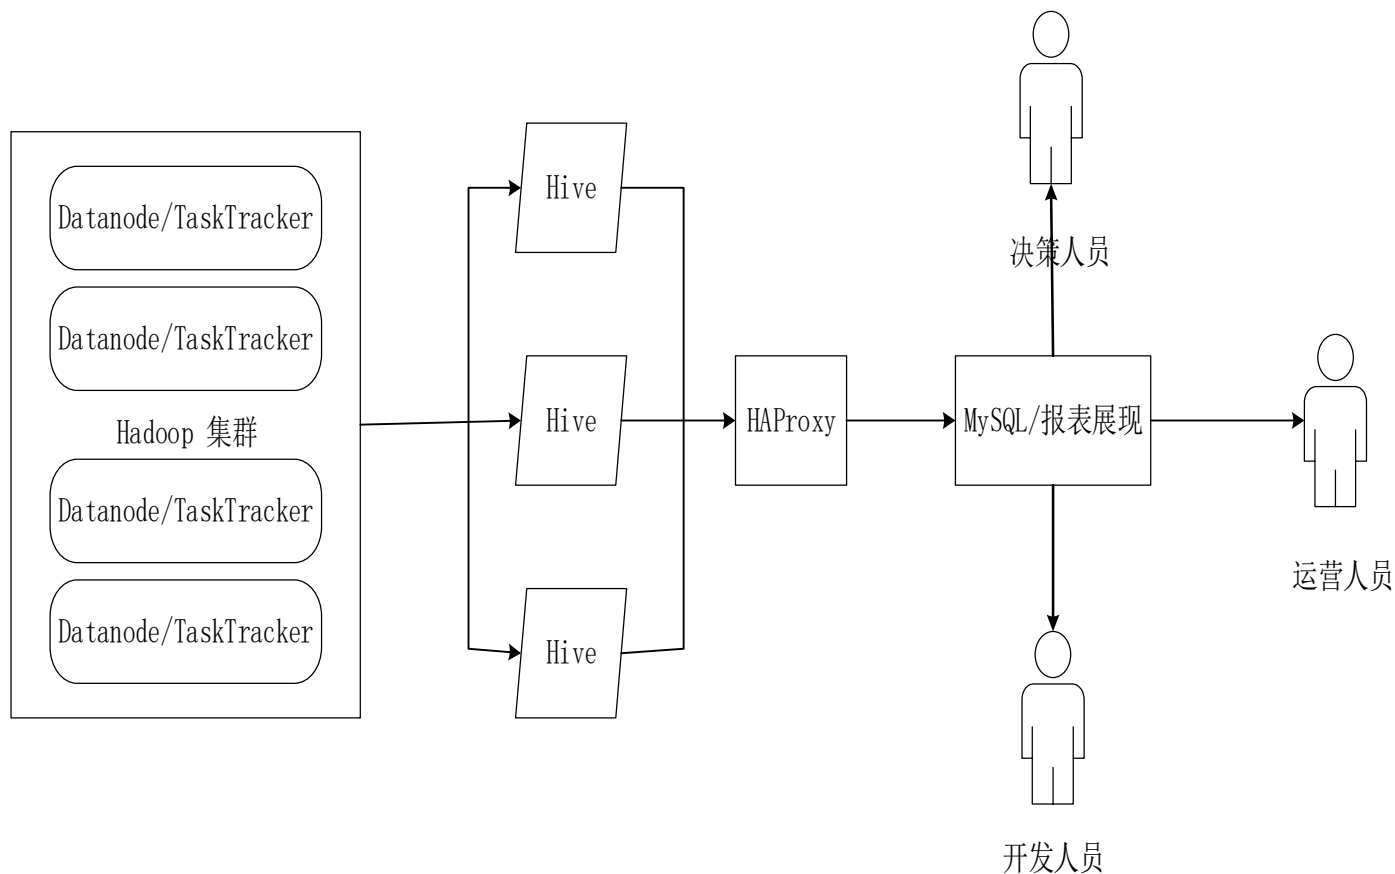 Datanode/TaskTracker
Datanode/TaskTracker
Hadoop 集群
Datanode/TaskTracker
Datanode/TaskTracker
Hive
Hive
Hive
HAProxy
MySQL/报表展现
决策人员
运营人员
开发人员